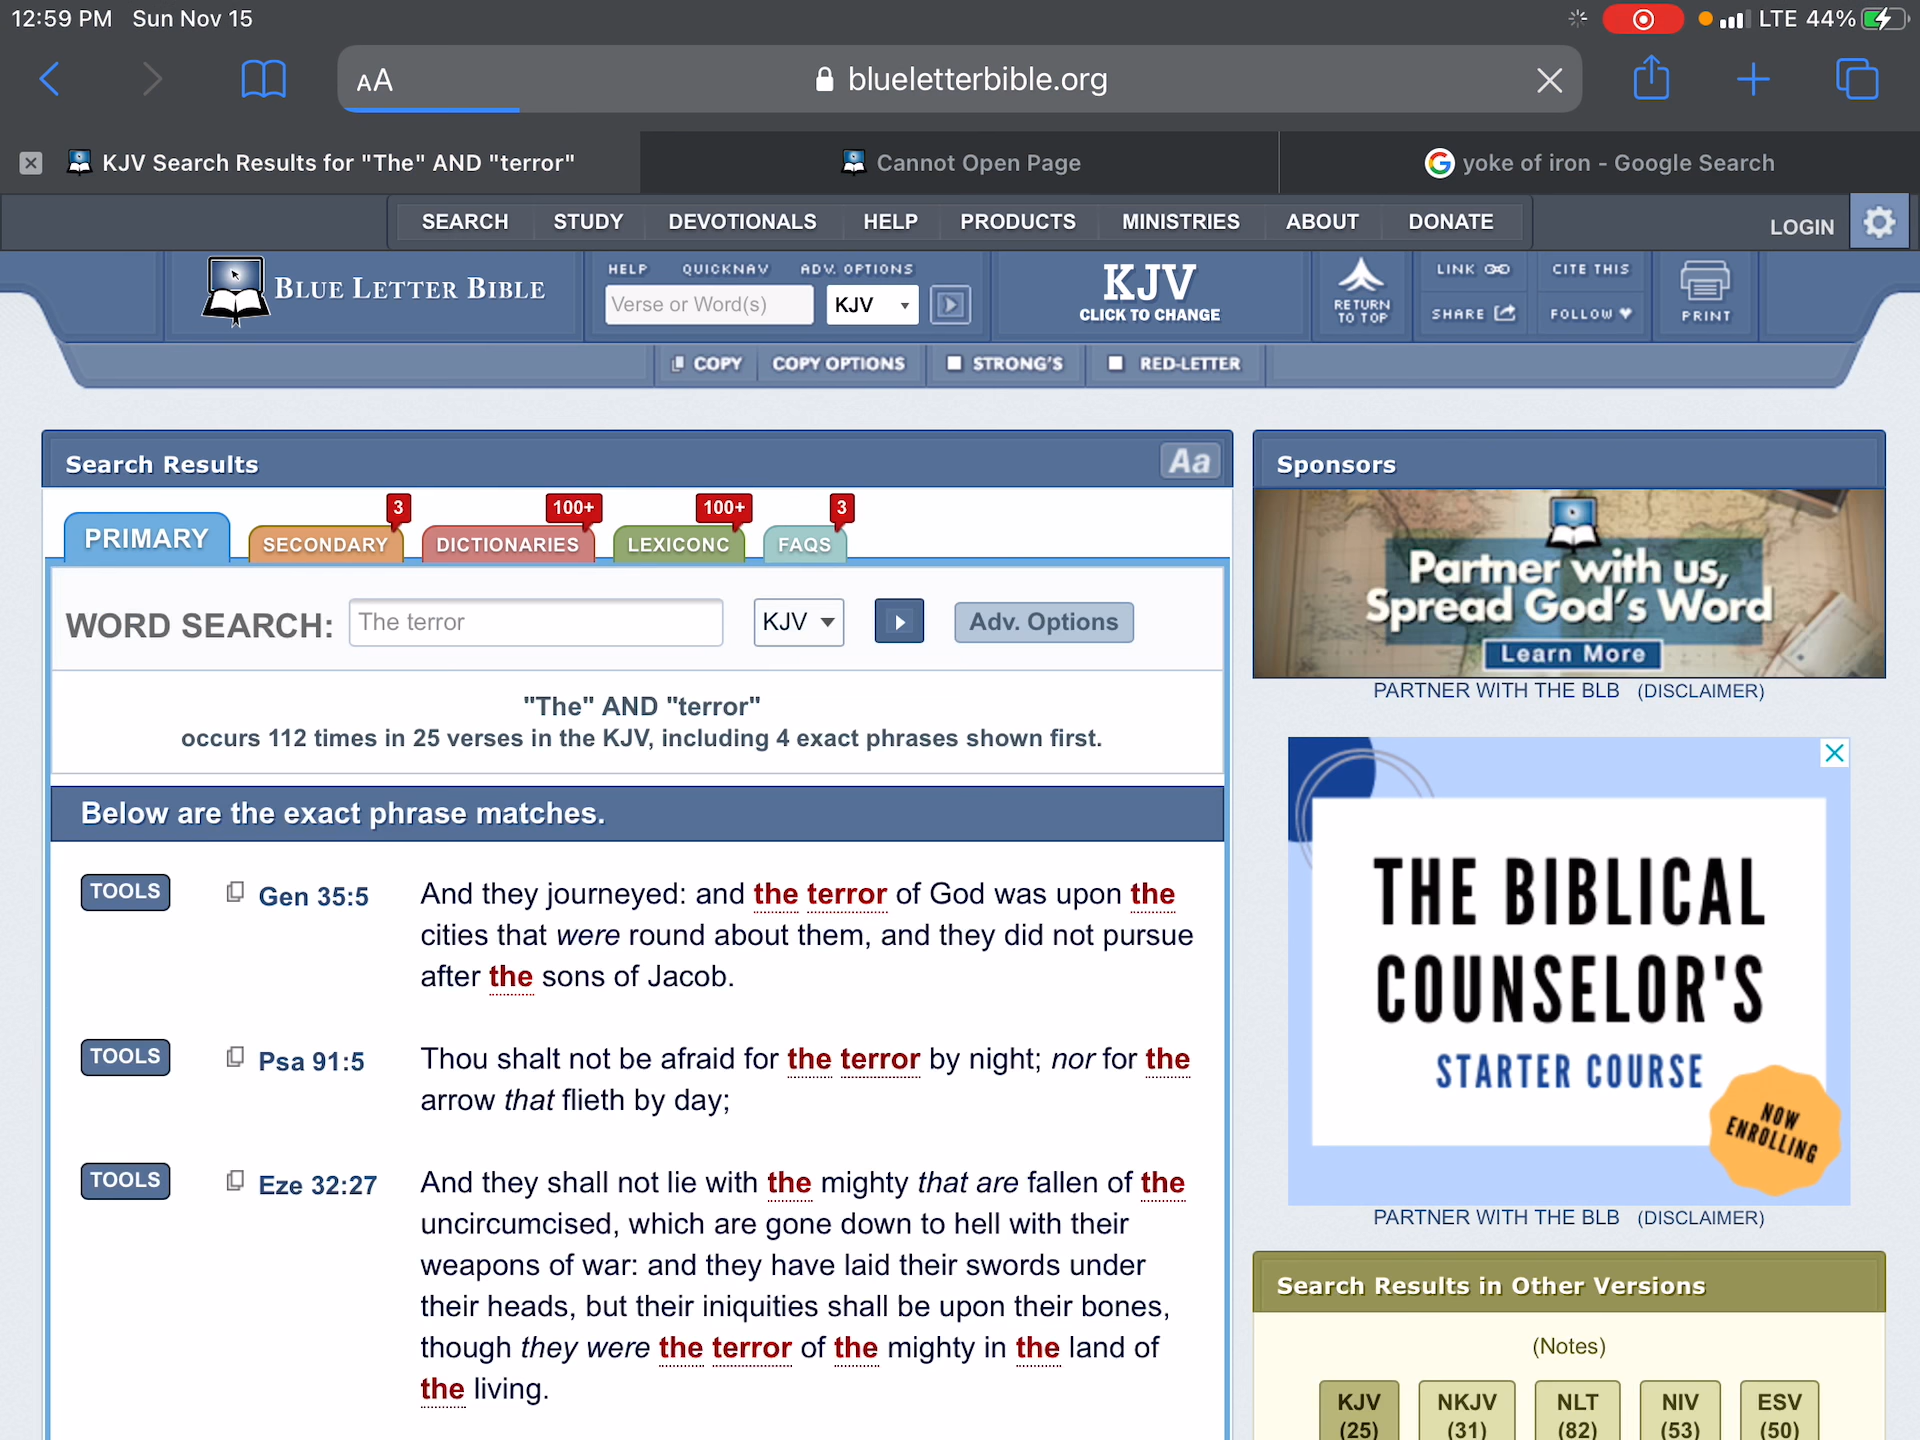 12:59 PM Sun Nov 15
LTE 44%
AA blueletterbible.org
KJV Search Results for "The" AND "terror"
Cannot Open Page
yoke of iron - Google Search
SEARCH STUDY DEVOTIONALS HELP PRODUCTS MINISTRIES ABOUT DONATE
LOGIN
BLUE LETTER BIBLE
HELP QUICKNAV ADV. OPTIONS
Verse or Word(s) KJV
KJV
CLICK TO CHANGE
RETURN
TO TOP
LINK CITE THIS
SHARE FOLLOW
PRINT
COPY COPY OPTIONS STRONG'S RED-LETTER
Search Results
Aa
PRIMARY
SECONDARY 3
DICTIONARIES 100+
LEXICONC 100+
FAQS 3
WORD SEARCH: The terror KJV Adv. Options
"The" AND "terror"
occurs 112 times in 25 verses in the KJV, including 4 exact phrases shown first.
Below are the exact phrase matches.
TOOLS Gen 35:5 And they journeyed: and the terror of God was upon the
cities that were round about them, and they did not pursue
after the sons of Jacob.
TOOLS Psa 91:5 Thou shalt not be afraid for the terror by night; nor for the
arrow that flieth by day;
TOOLS Eze 32:27 And they shall not lie with the mighty that are fallen of the
uncircumcised, which are gone down to hell with their
weapons of war: and they have laid their swords under
their heads, but their iniquities shall be upon their bones,
though they were the terror of the mighty in the land of
the living.
Sponsors
Partner with us,
Spread God's Word
Learn More
PARTNER WITH THE BLB (DISCLAIMER)
THE BIBLICAL
COUNSELOR'S
STARTER COURSE
NOW
ENROLLING
PARTNER WITH THE BLB (DISCLAIMER)
Search Results in Other Versions
(Notes)
KJV NKJV NLT NIV ESV
(25) (31) (82) (53) (50)